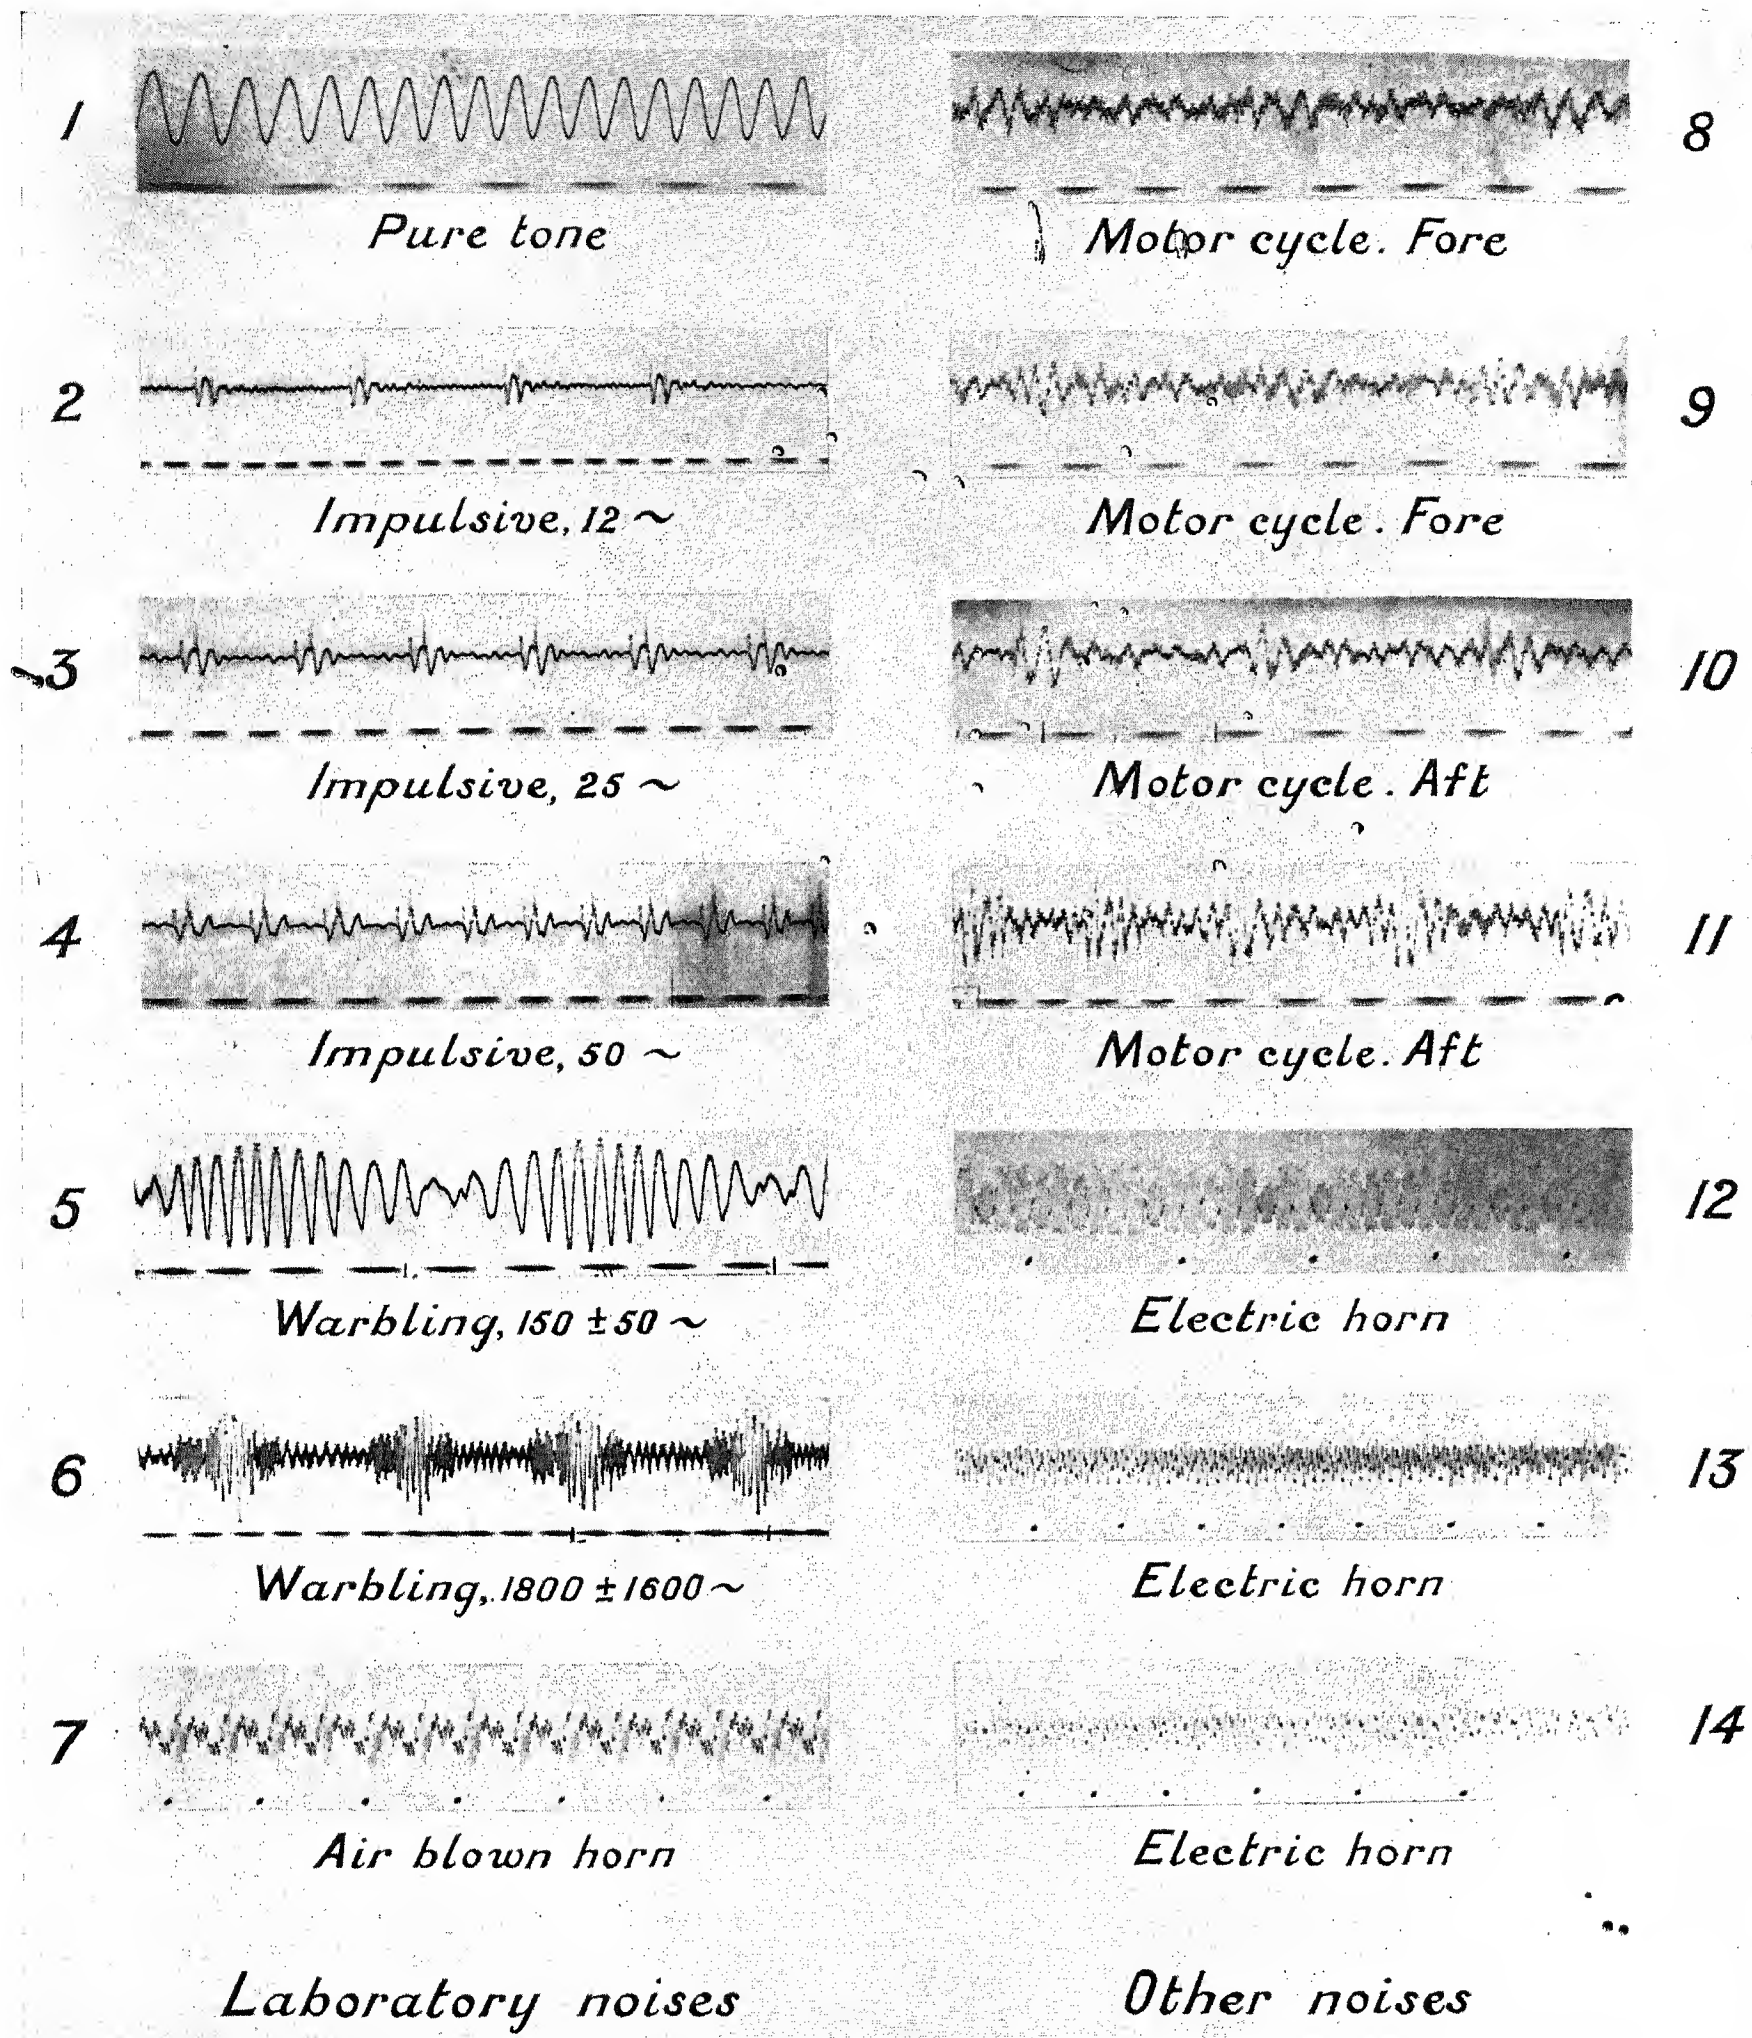 1
Pure tone
2
Impulsive, 12 ~
3
Impulsive, 25 ~
4
Impulsive, 50 ~
5
Warbling, 150 ± 50 ~
6
Warbling, 1800 ± 1600 ~
7
Air blown horn
Laboratory noises
8
Motor cycle. Fore
9
Motor cycle. Fore
10
Motor cycle. Aft
11
Motor cycle. Aft
12
Electric horn
13
Electric horn
14
Electric horn
Other noises